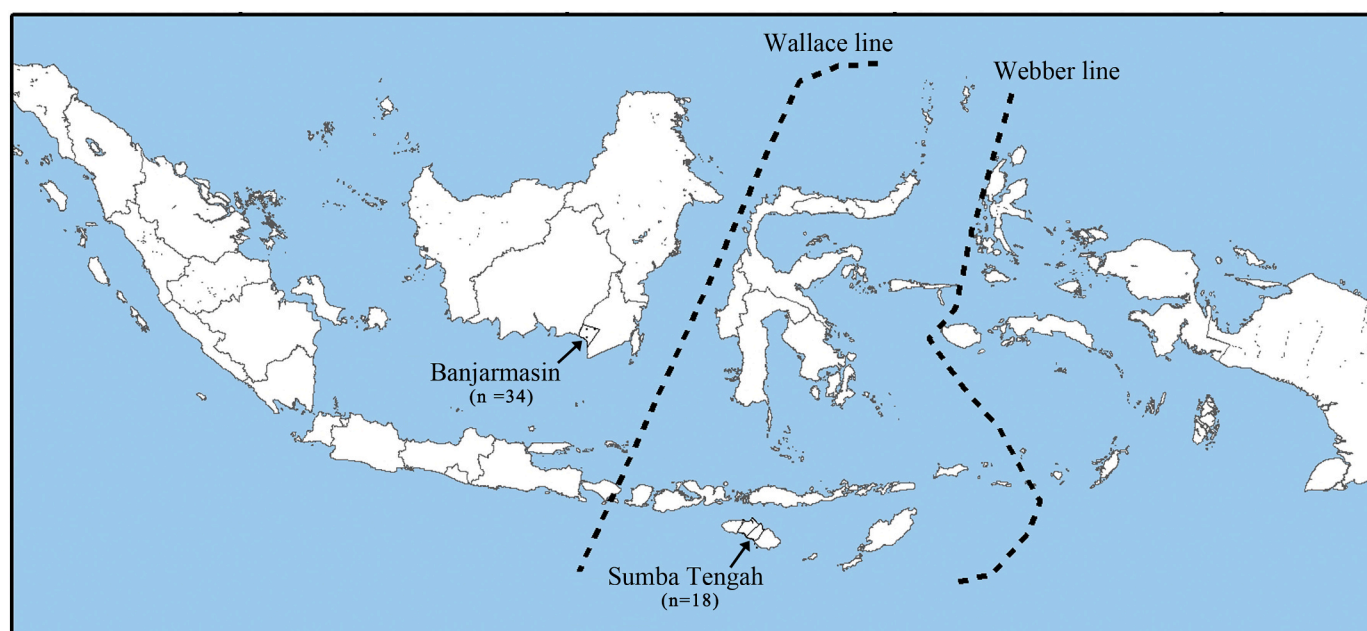 Wallace line
Webber line
Banjarmasin
(n =34)
Sumba Tengah
(n=18)